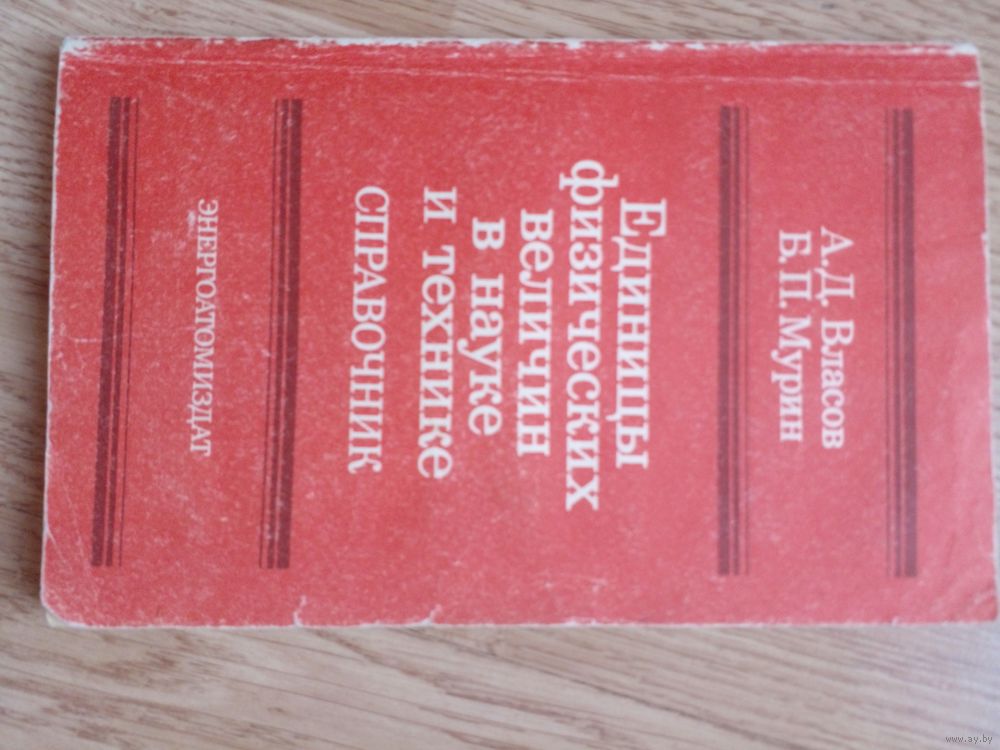 А.Д. Власов
Б.П. Мурин
Единицы
физических
величин
в науке
и технике
СПРАВОЧНИК
ЭНЕРГОАТОМИЗДАТ
www.ay.by